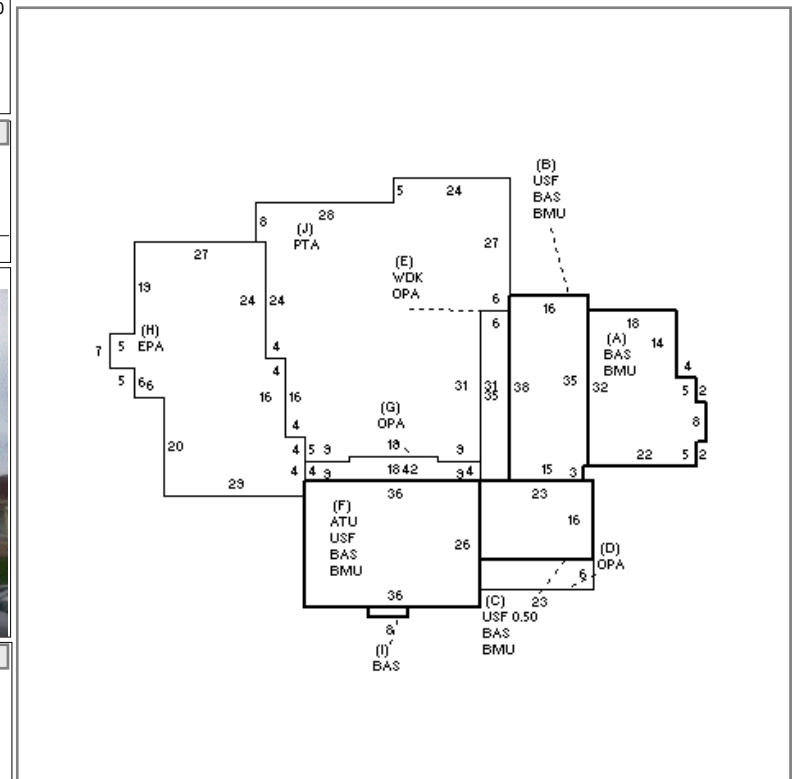 (B)
USF
BAS
BMU
5 24
28
8
(J)
PTA
27
27
(E)
WDK
OPA
19
24 24
6
6
16
18
(A)
BAS
BMU
14
(H)
EPA
7 5
4
4
4
5 2
5 66
16 16
31 31
35
38
35 32
8
(G)
OPA
4
20
18
4 5 9 9
22 5 2
4 4 9 1842 94
15 3
29
36
23
(F)
ATU
USF
BAS
BMU
16
26
(D)
OPA
6
36
(C) 23
USF 0.50
BAS
BMU
8
(I)
BAS